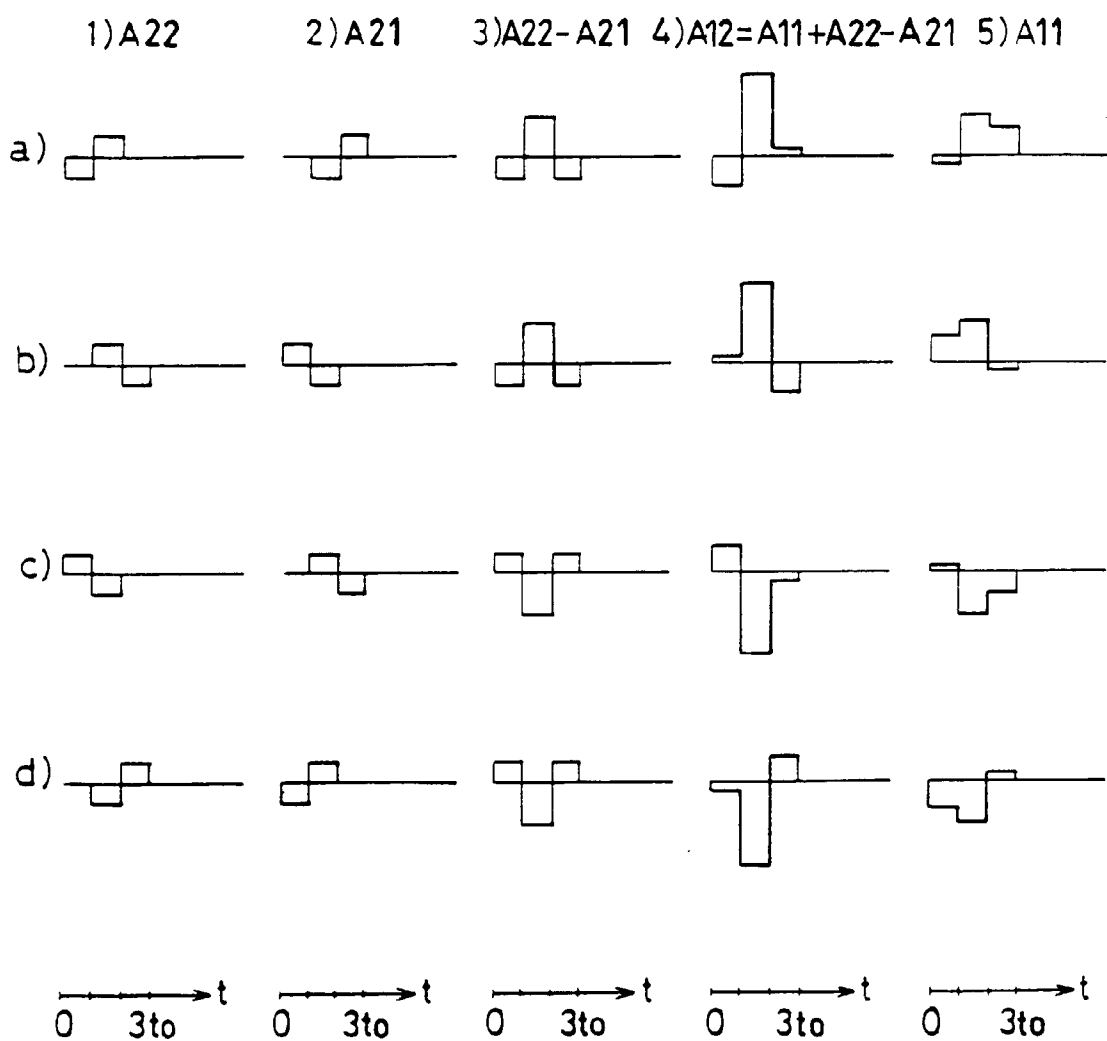 1)A22 2)A21 3)A22-A21 4)A12=A11+A22-A21 5)A11
a)
b)
c)
d)
t t t t t
0 3to 0 3to 0 3to 0 3to 0 3to